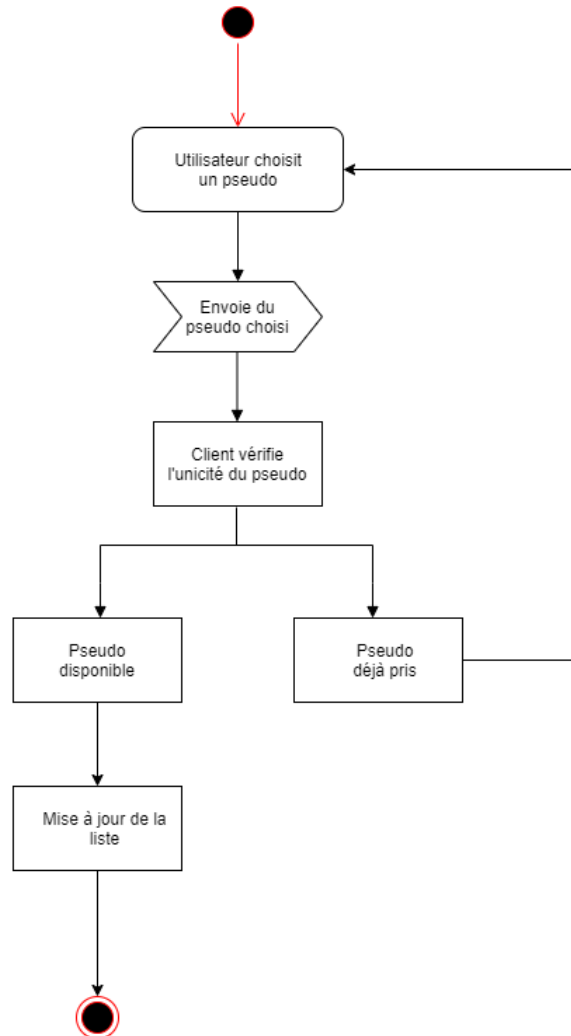 Utilisateur choisit
un pseudo
Envoie du
pseudo choisi
Client vérifie
l'unicité du pseudo
Pseudo
disponible
Pseudo
déjà pris
Mise à jour de la
liste